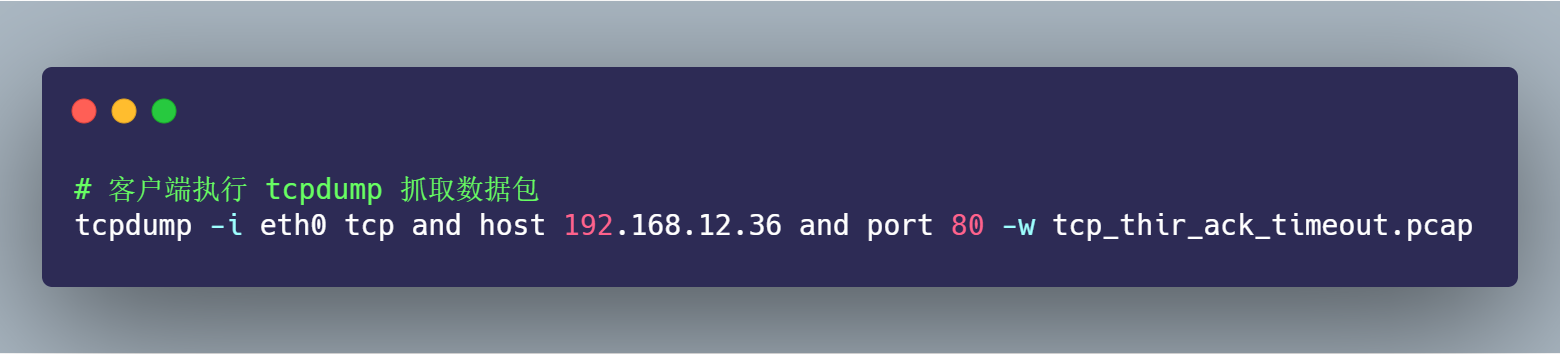 # 客户端执行 tcpdump 抓取数据包
tcpdump -i eth0 tcp and host 192.168.12.36 and port 80 -w tcp_thir_ack_timeout.pcap